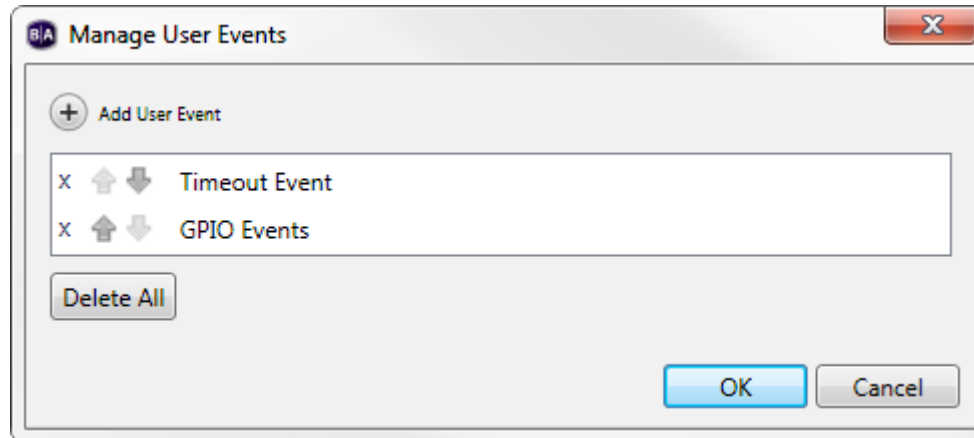 B|A Manage User Events
Add User Event
x Timeout Event
x GPIO Events
Delete All
OK Cancel